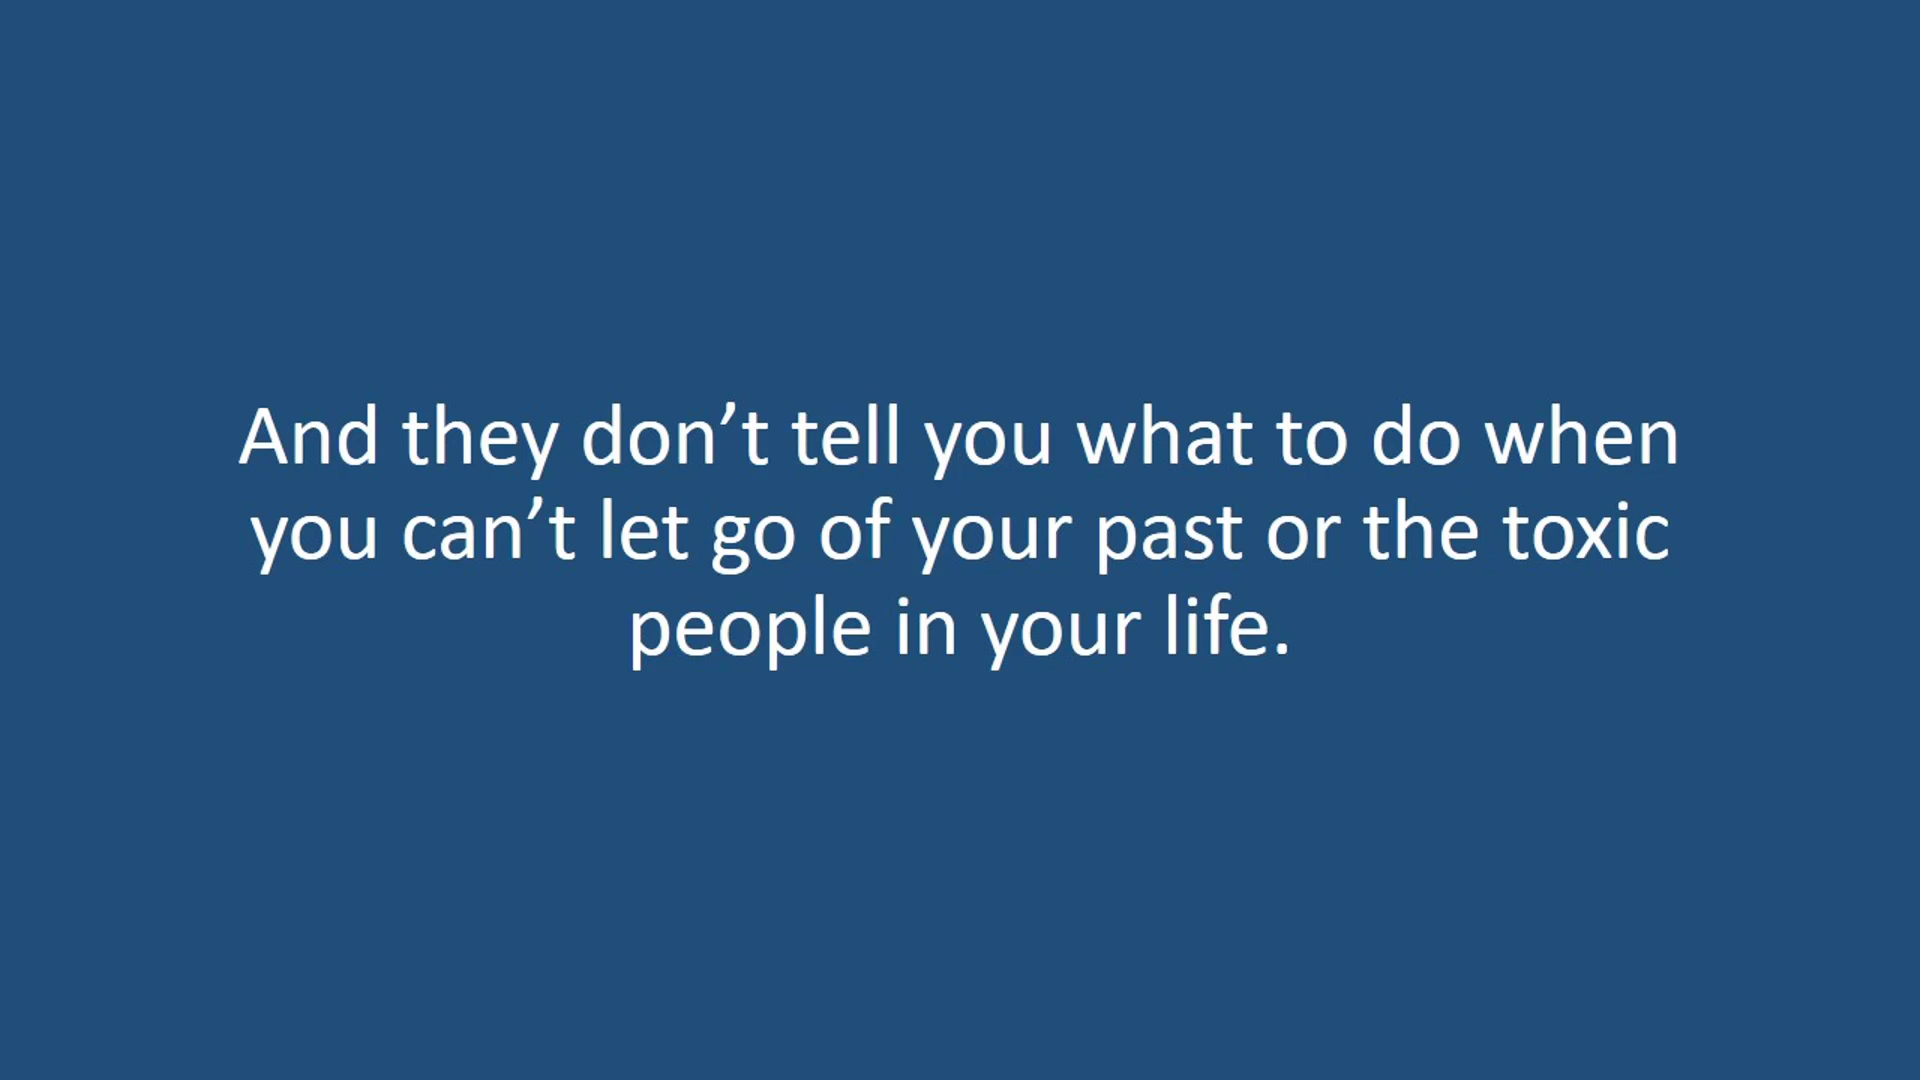 And they don’t tell you what to do when
you can’t let go of your past or the toxic
people in your life.